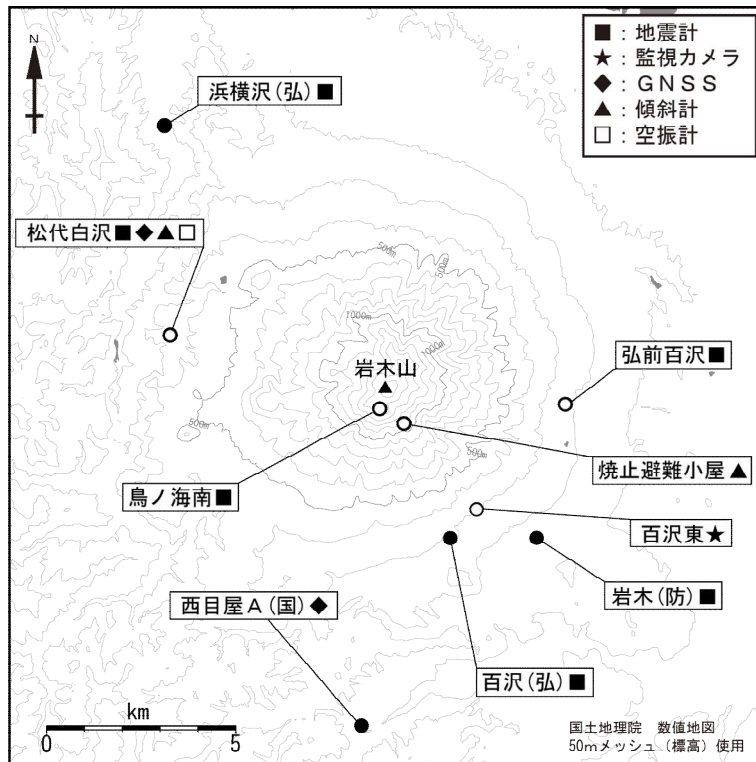 N
■：地震計
★：監視カメラ
◆：ＧＮＳＳ
▲：傾斜計
□：空振計
浜横沢(弘)■
松代白沢■◆▲□
500m
500m
1000m
1000m
岩木山
弘前百沢■
500m
500m
焼止避難小屋▲
鳥ノ海南■
百沢東★
岩木(防)■
西目屋Ａ(国)◆
百沢(弘)■
km
0
5
国土地理院　数値地図
50mメッシュ（標高）使用